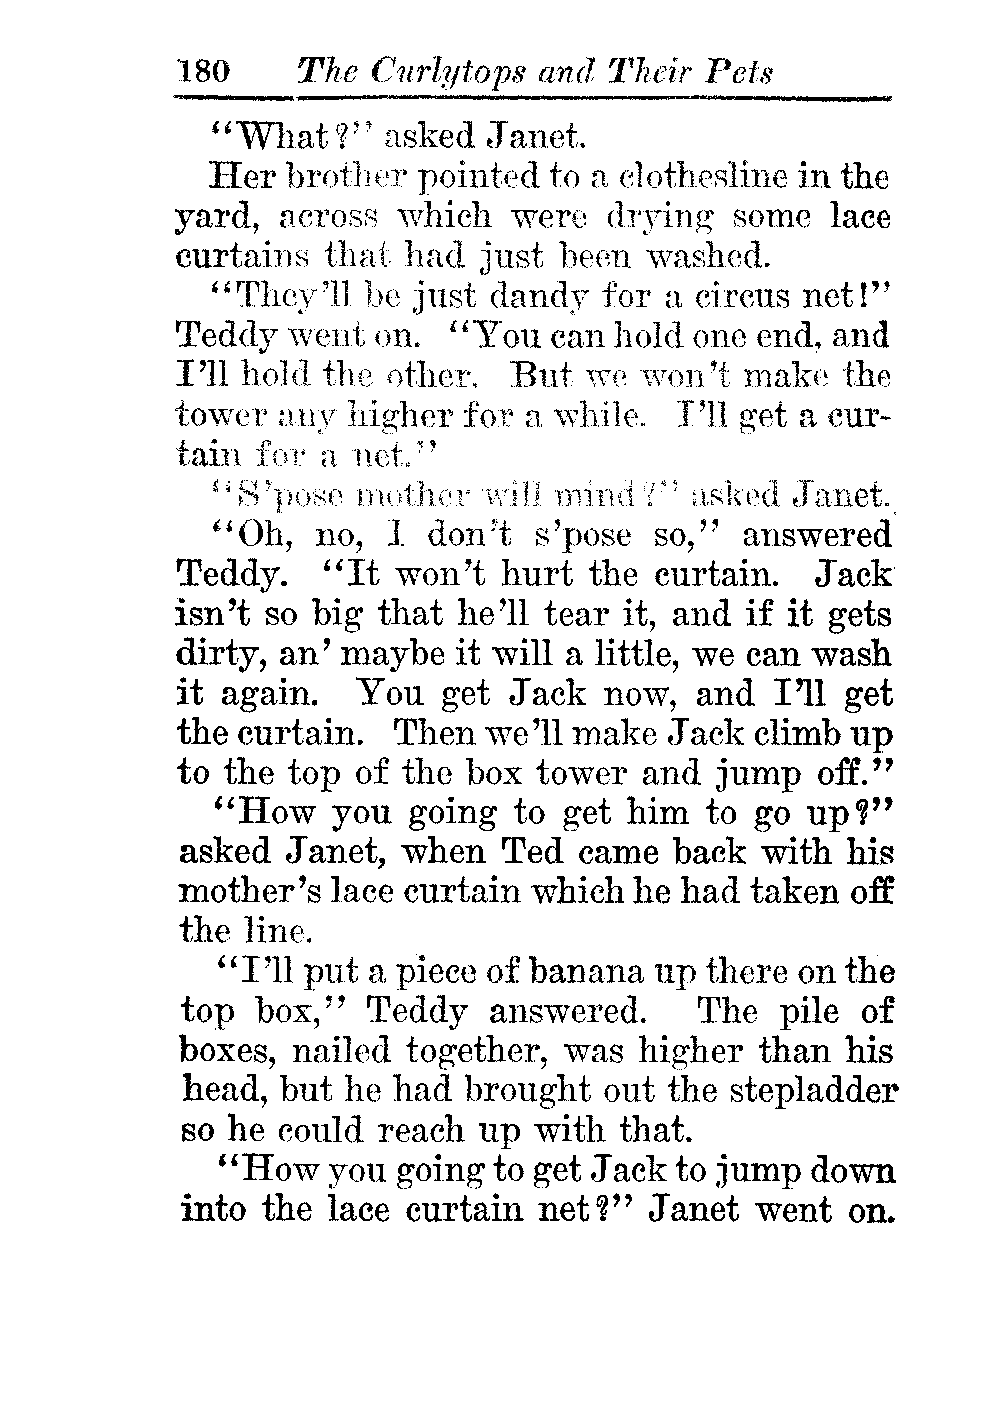 180 The Curlytops and Their Pets
“What?” asked Janet.
Her brother pointed to a clothesline in the
yard, across which were drying some lace
curtains that had just been washed.
“They’ll be just dandy for a circus net!”
Teddy went on. “You can hold one end, and
I’ll hold the other. But we won’t make the
tower any higher for a while. I’ll get a cur-
tain for a net.”
“S’pose mother will mind?” asked Janet.
“Oh, no, I don’t s’pose so,” answered
Teddy. “It won’t hurt the curtain. Jack
isn’t so big that he’ll tear it, and if it gets
dirty, an’ maybe it will a little, we can wash
it again. You get Jack now, and I’ll get
the curtain. Then we’ll make Jack climb up
to the top of the box tower and jump off.”
“How you going to get him to go up?”
asked Janet, when Ted came back with his
mother’s lace curtain which he had taken off
the line.
“I’ll put a piece of banana up there on the
top box,” Teddy answered. The pile of
boxes, nailed together, was higher than his
head, but he had brought out the stepladder
so he could reach up with that.
“How you going to get Jack to jump down
into the lace curtain net?” Janet went on.